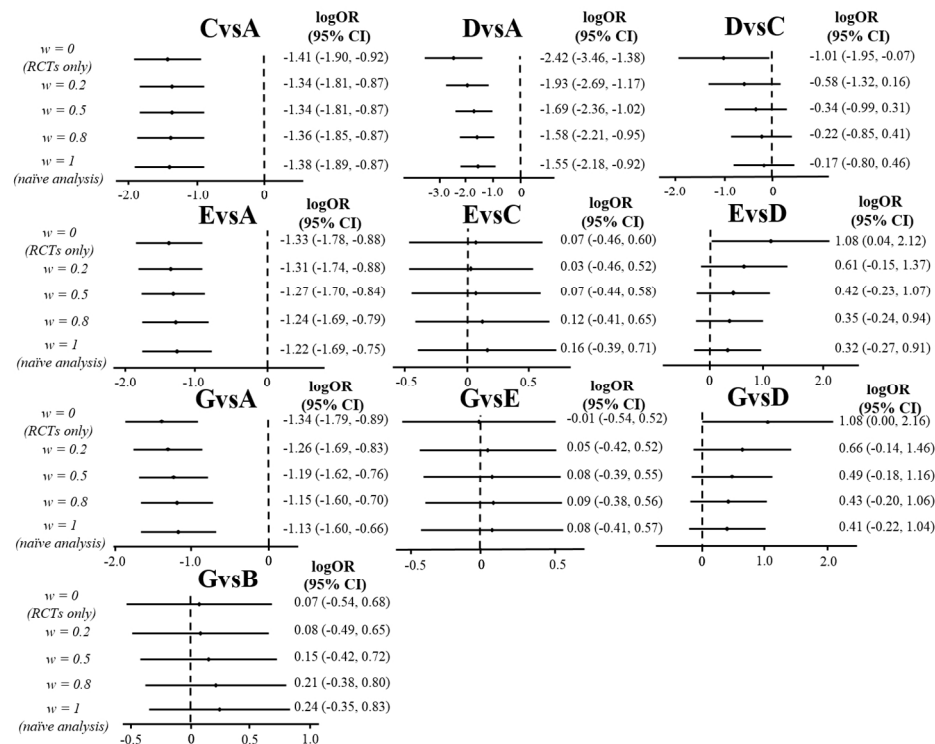 CvsA
logOR
(95% CI)
w = 0
(RCTs only)
-1.41 (-1.90, -0.92)
w = 0.2
-1.34 (-1.81, -0.87)
w = 0.5
-1.34 (-1.81, -0.87)
w = 0.8
-1.36 (-1.85, -0.87)
w = 1
(naïve analysis)
-1.38 (-1.89, -0.87)
-2.0 -1.0 0
DvsA
logOR
(95% CI)
-2.42 (-3.46, -1.38)
-1.93 (-2.69, -1.17)
-1.69 (-2.36, -1.02)
-1.58 (-2.21, -0.95)
-1.55 (-2.18, -0.92)
-3.0 -2.0 -1.0 0
DvsC
logOR
(95% CI)
-1.01 (-1.95, -0.07)
-0.58 (-1.32, 0.16)
-0.34 (-0.99, 0.31)
-0.22 (-0.85, 0.41)
-0.17 (-0.80, 0.46)
-2.0 -1.0 0
EvsA
logOR
(95% CI)
w = 0
(RCTs only)
-1.33 (-1.78, -0.88)
w = 0.2
-1.31 (-1.74, -0.88)
w = 0.5
-1.27 (-1.70, -0.84)
w = 0.8
-1.24 (-1.69, -0.79)
w = 1
(naïve analysis)
-1.22 (-1.69, -0.75)
-2.0 -1.0 0
EvsC
logOR
(95% CI)
0.07 (-0.46, 0.60)
0.03 (-0.46, 0.52)
0.07 (-0.44, 0.58)
0.12 (-0.41, 0.65)
0.16 (-0.39, 0.71)
-0.5 0 0.5
EvsD
logOR
(95% CI)
1.08 (0.04, 2.12)
0.61 (-0.15, 1.37)
0.42 (-0.23, 1.07)
0.35 (-0.24, 0.94)
0.32 (-0.27, 0.91)
0 1.0 2.0
GvsA
logOR
(95% CI)
w = 0
(RCTs only)
-1.34 (-1.79, -0.89)
w = 0.2
-1.26 (-1.69, -0.83)
w = 0.5
-1.19 (-1.62, -0.76)
w = 0.8
-1.15 (-1.60, -0.70)
w = 1
(naïve analysis)
-1.13 (-1.60, -0.66)
-2.0 -1.0 0
GvsE
logOR
(95% CI)
-0.01 (-0.54, 0.52)
0.05 (-0.42, 0.52)
0.08 (-0.39, 0.55)
0.09 (-0.38, 0.56)
0.08 (-0.41, 0.57)
-0.5 0 0.5
GvsD
logOR
(95% CI)
1.08 (0.00, 2.16)
0.66 (-0.14, 1.46)
0.49 (-0.18, 1.16)
0.43 (-0.20, 1.06)
0.41 (-0.22, 1.04)
0 1.0 2.0
GvsB
logOR
(95% CI)
w = 0
(RCTs only)
0.07 (-0.54, 0.68)
w = 0.2
0.08 (-0.49, 0.65)
w = 0.5
0.15 (-0.42, 0.72)
w = 0.8
0.21 (-0.38, 0.80)
w = 1
(naïve analysis)
0.24 (-0.35, 0.83)
-0.5 0 0.5 1.0